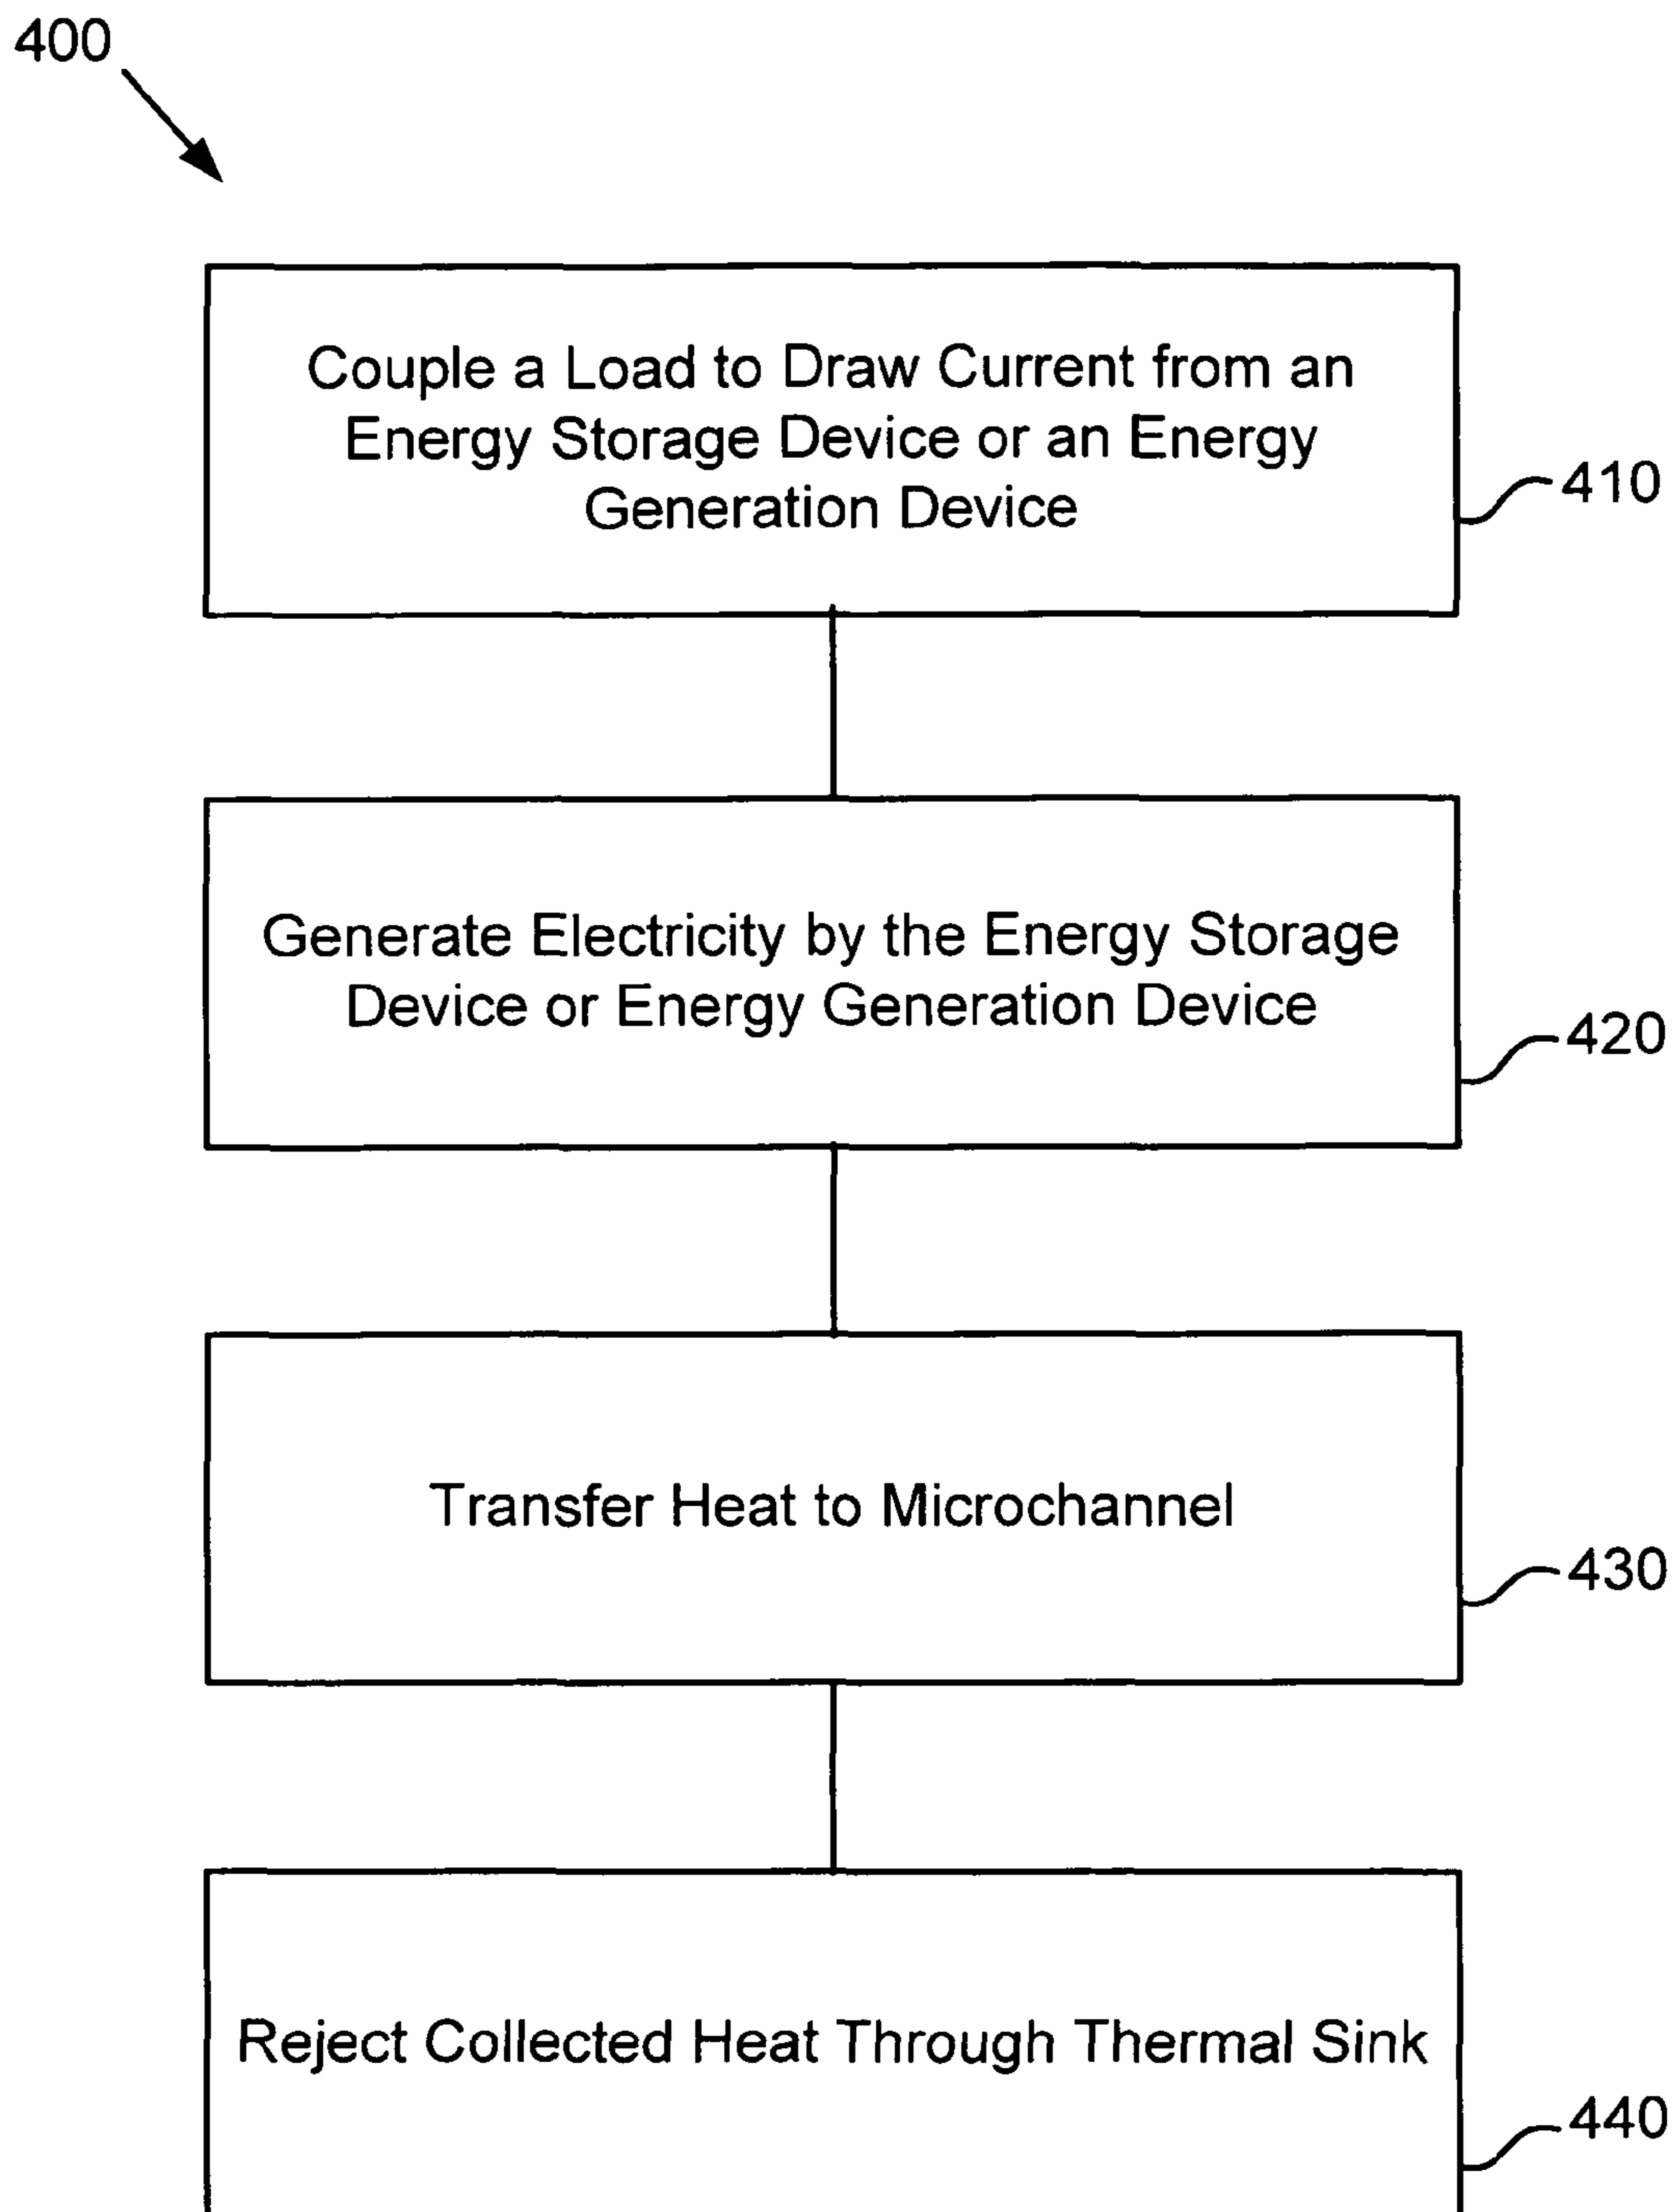 400
Couple a Load to Draw Current from an
Energy Storage Device or an Energy
Generation Device
410
Generate Electricity by the Energy Storage
Device or Energy Generation Device
420
Transfer Heat to Microchannel
430
Reject Collected Heat Through Thermal Sink
440